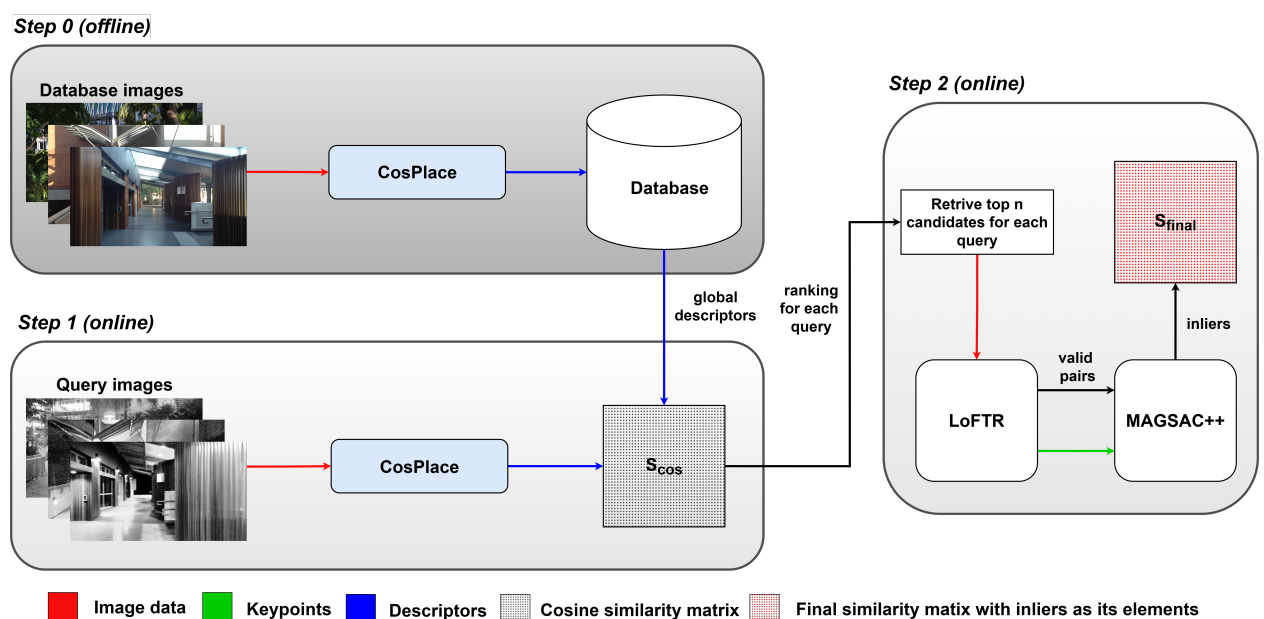 Step 0 (offline)
Database images
CosPlace
Database
global
descriptors
Step 1 (online)
Query images
CosPlace
S_cos
ranking
for each
query
Step 2 (online)
Retrive top n
candidates for each
query
S_final
inliers
valid
pairs
LoFTR
MAGSAC++
Image data
Keypoints
Descriptors
Cosine similarity matrix
Final similarity matix with inliers as its elements